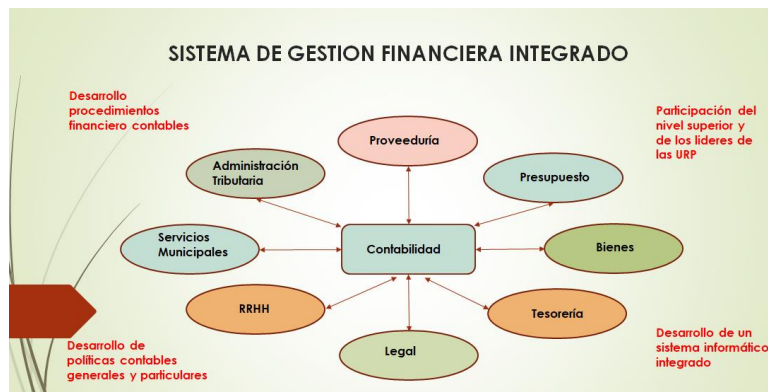 SISTEMA DE GESTION FINANCIERA INTEGRADO
Desarrollo
procedimientos
financiero contables
Participación del
nivel superior y
de los líderes de
las URP
Proveeduría
Administración
Tributaria
Presupuesto
Servicios
Municipales
Contabilidad
Bienes
RRHH
Tesorería
Legal
Desarrollo de
políticas contables
generales y particulares
Desarrollo de un
sistema informático
integrado